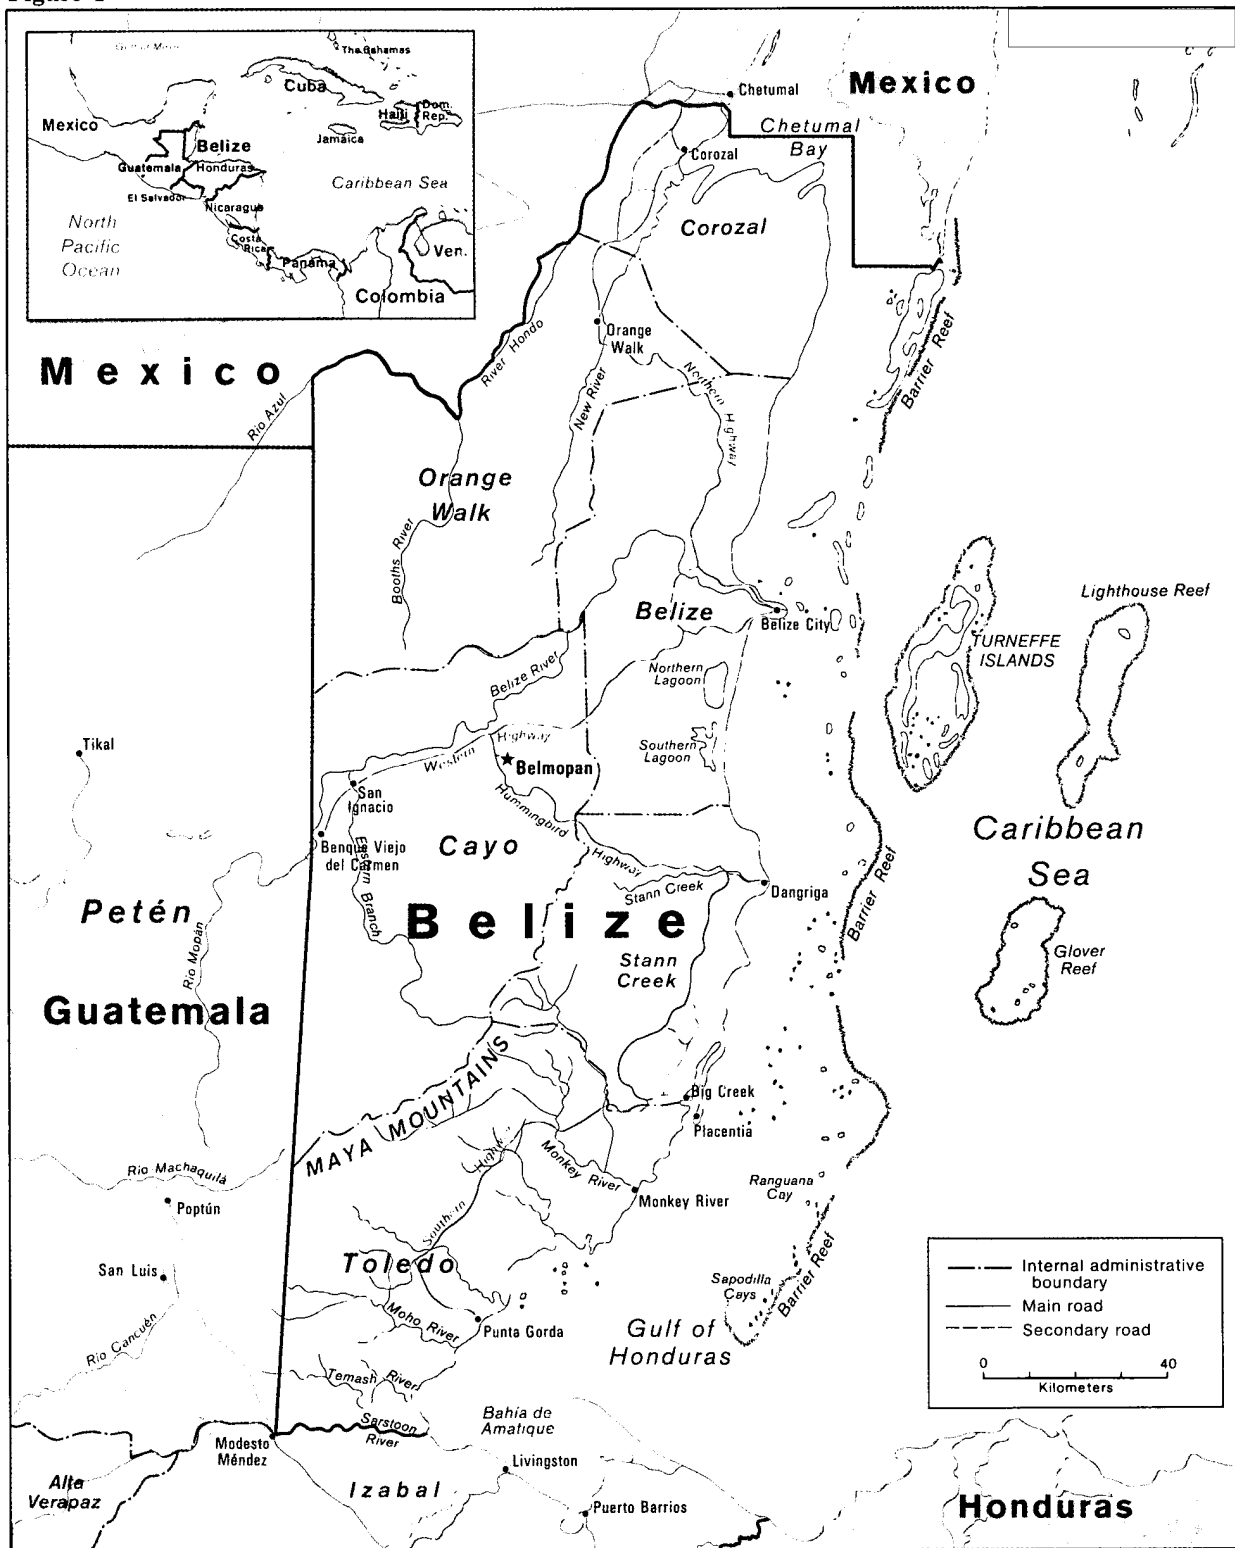 Gulf of Mexico
The Bahamas
Cuba
Haiti
Dom.
Rep.
Mexico
Jamaica
Belize
Guatemala
Honduras
Caribbean Sea
El Salvador
Nicaragua
North
Pacific
Ocean
Costa
Rica
Panama
Ven.
Colombia
Chetumal
Mexico
Chetumal
Bay
Corozal
Corozal
Mexico
Rio Azul
River Hondo
Orange
Walk
New River
Northern Highway
Barrier Reef
Orange
Walk
Booths River
Belize
Belize City
Lighthouse Reef
TURNEFFE
ISLANDS
Northern
Lagoon
Belize River
Southern
Lagoon
Tikal
Western Highway
Belmopan
San
Ignacio
Hummingbird Highway
Benque Viejo
del Carmen
Eastern Branch
Cayo
Caribbean
Sea
Stann Creek
Dangriga
Barrier Reef
Petén
Belize
Rio Mopán
Stann
Creek
Glover
Reef
Guatemala
MAYA MOUNTAINS
Big Creek
Placentia
Rio Machaquilá
Southern Highway
Monkey River
Ranguana
Cay
Poptún
Monkey River
Toledo
San Luis
Sapodilla
Cays
Barrier Reef
Moho River
Punta Gorda
Gulf of
Honduras
Rio Cancuén
Temash River
Internal administrative
boundary
Main road
Secondary road
0 40
Kilometers
Sarstoon
River
Bahía de
Amatique
Modesto
Méndez
Livingston
Alta
Verapaz
Izabal
Puerto Barrios
Honduras